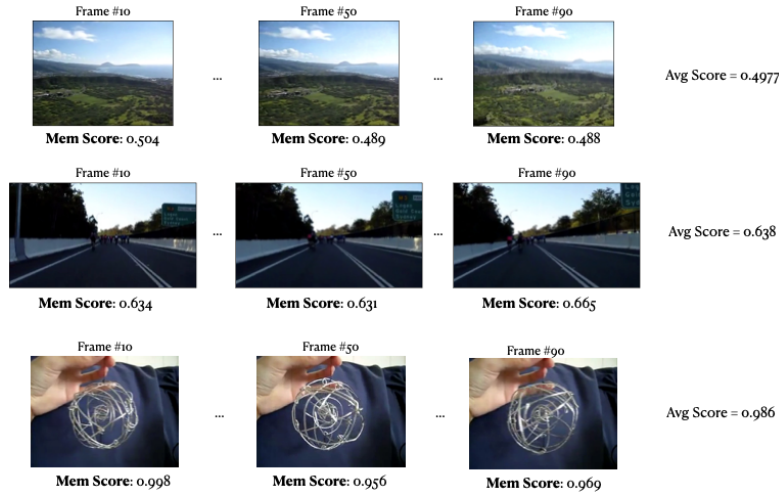 Frame #10 Frame #50 Frame #90
... ...
Avg Score = 0.4977
Mem Score: 0.504 Mem Score: 0.489 Mem Score: 0.488
Frame #10 Frame #50 Frame #90
... ...
Avg Score = 0.638
Mem Score: 0.634 Mem Score: 0.631 Mem Score: 0.665
Frame #10 Frame #50 Frame #90
... ...
Avg Score = 0.986
Mem Score: 0.998 Mem Score: 0.956 Mem Score: 0.969